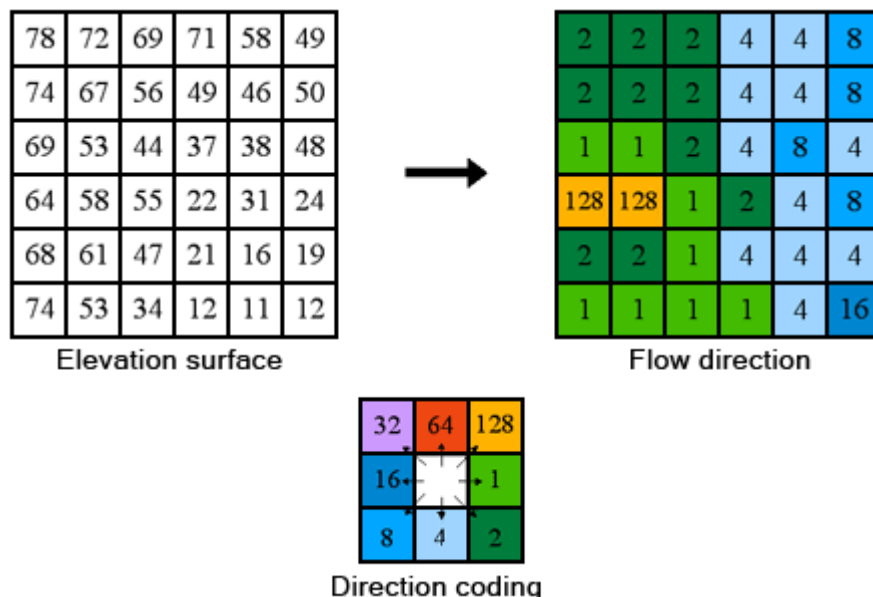 78 72 69 71 58 49 2 2 2 4 4 8
74 67 56 49 46 50 2 2 2 4 4 8
69 53 44 37 38 48 1 1 2 4 8 4
64 58 55 22 31 24 128 128 1 2 4 8
68 61 47 21 16 19 2 2 1 4 4 4
74 53 34 12 11 12 1 1 1 1 4 16
Elevation surface Flow direction
32 64 128
16 1
8 4 2
Direction coding